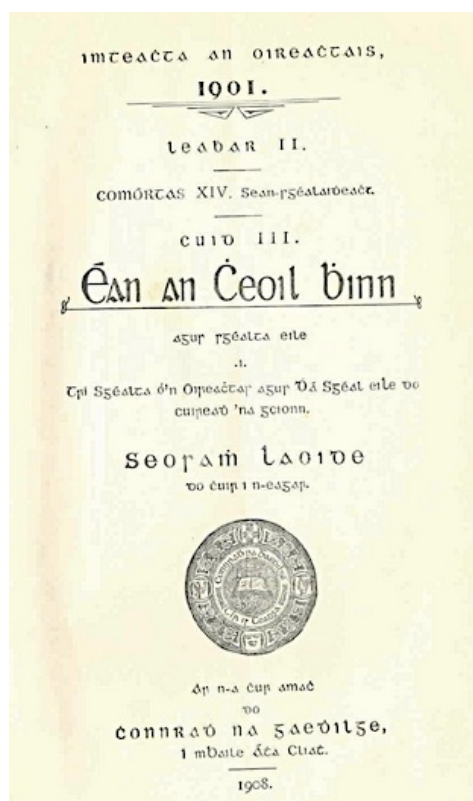 imṫeaċta an oireaċtais,
1901.
leabar II.
comórtas XIV. Sean-sgéalaiḋeaċt.
cuid III.
Éan an Ċeoil Ḃinn
agus sgéalta eile
.i.
Trí Sgéalta ó'n Oireaċtas agus Dá Sgéal eile do
cuireaḋ 'na gcionn.
Seosaṁ Laoide
do ċuir i n-eagar.
Ar n-a ċur amaċ
do
Ċonnraḋ na Gaeḋilge,
i mBaile Áṫa Cliaṫ.
1908.